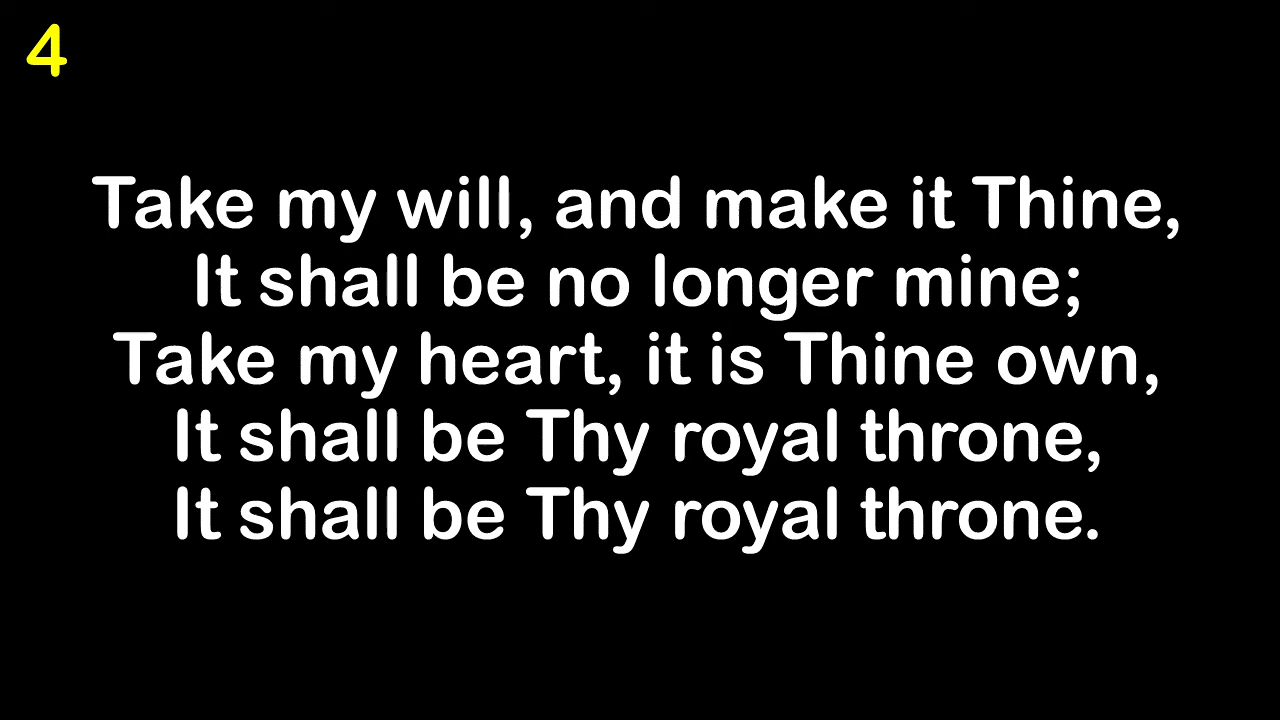 4
Take my will, and make it Thine,
It shall be no longer mine;
Take my heart, it is Thine own,
It shall be Thy royal throne,
It shall be Thy royal throne.